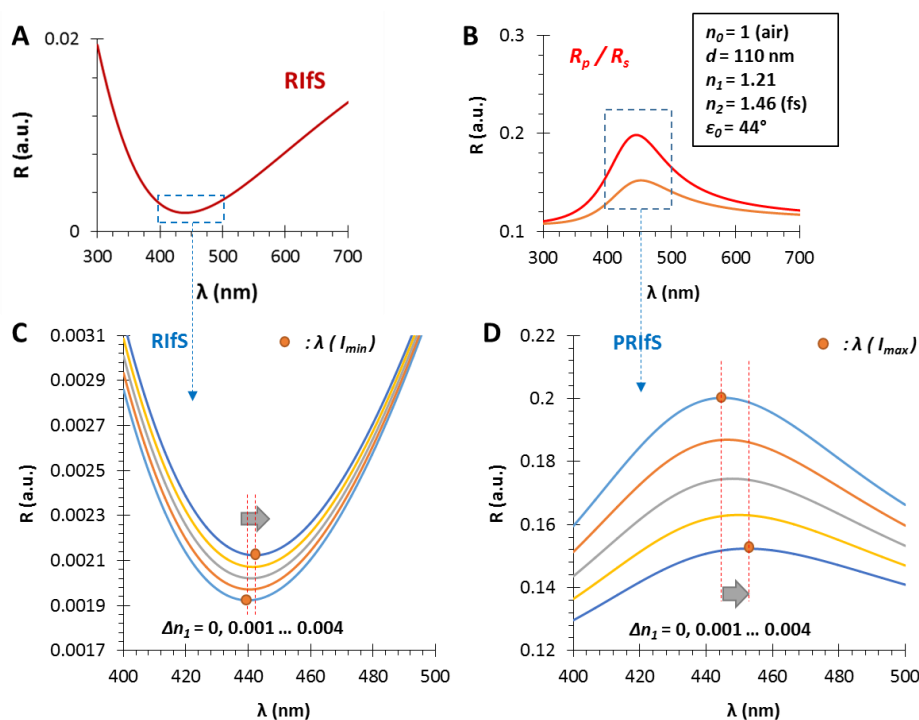 A
R (a.u.)
0.02
0
RIfS
300 400 500 600 700
λ (nm)
B
R (a.u.)
0.3
0.2
0.1
R_p / R_s
300 400 500 600 700
λ (nm)
n_0 = 1 (air)
d = 110 nm
n_1 = 1.21
n_2 = 1.46 (fs)
ε_0 = 44°
C
R (a.u.)
0.0031
0.0029
0.0027
0.0025
0.0023
0.0021
0.0019
0.0017
RIfS
: λ ( I_min )
Δn_1 = 0, 0.001 ... 0.004
400 420 440 460 480 500
λ (nm)
D
R (a.u.)
0.22
0.2
0.18
0.16
0.14
0.12
PRIfS
: λ ( I_max )
Δn_1 = 0, 0.001 ... 0.004
400 420 440 460 480 500
λ (nm)